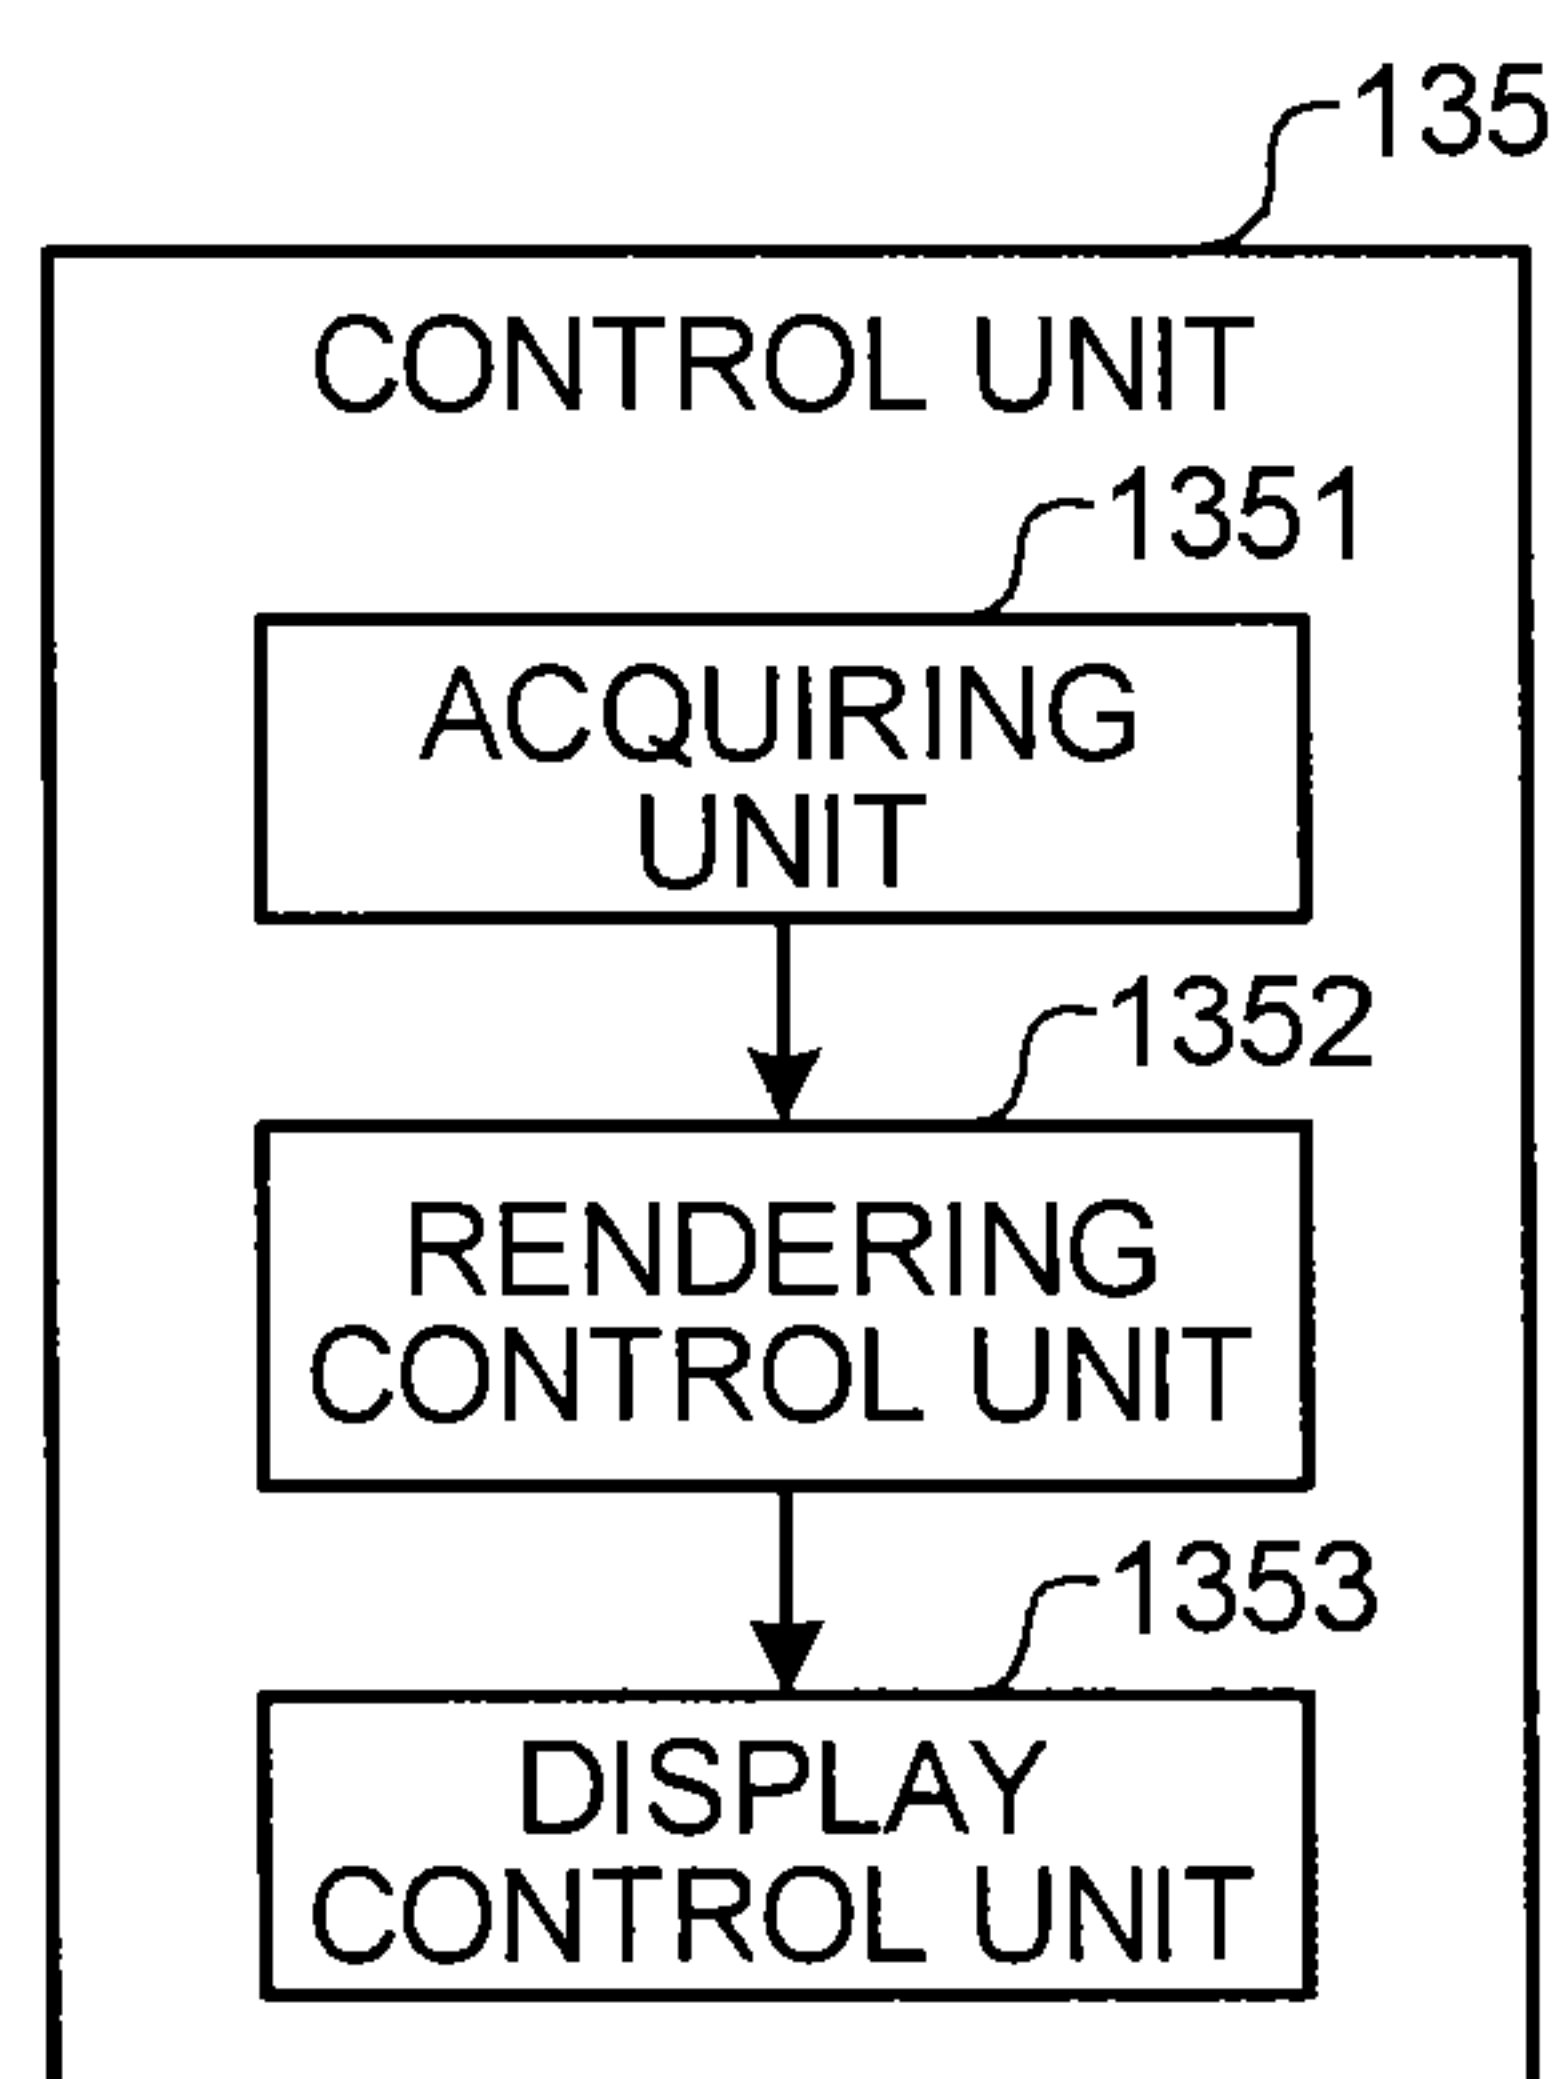 135
CONTROL UNIT
1351
ACQUIRING
UNIT
1352
RENDERING
CONTROL UNIT
1353
DISPLAY
CONTROL UNIT